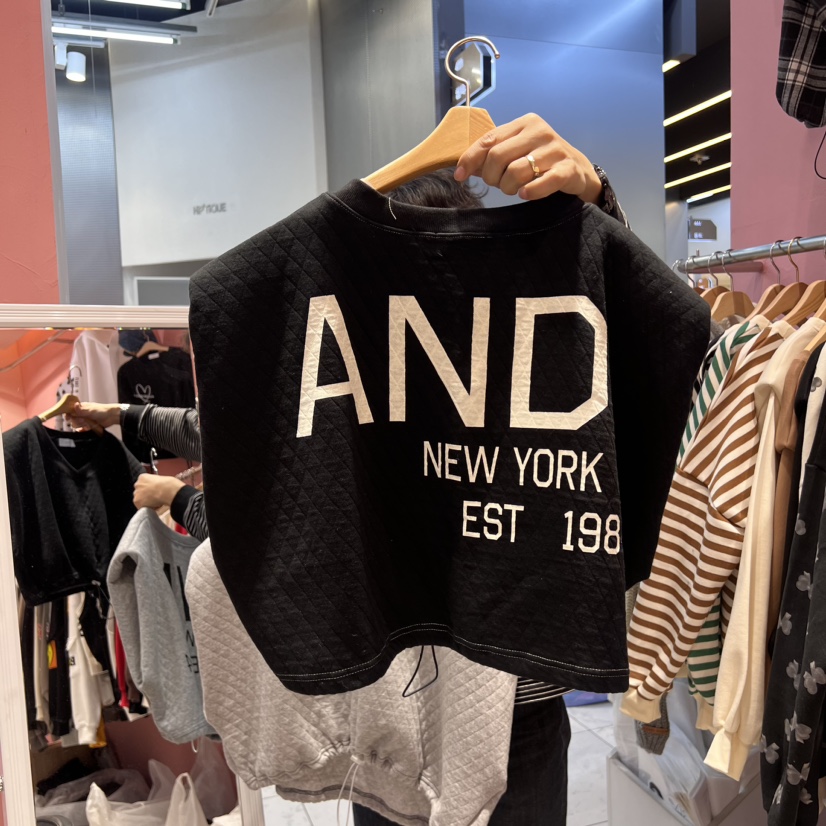 AND
NEW YORK
EST 198